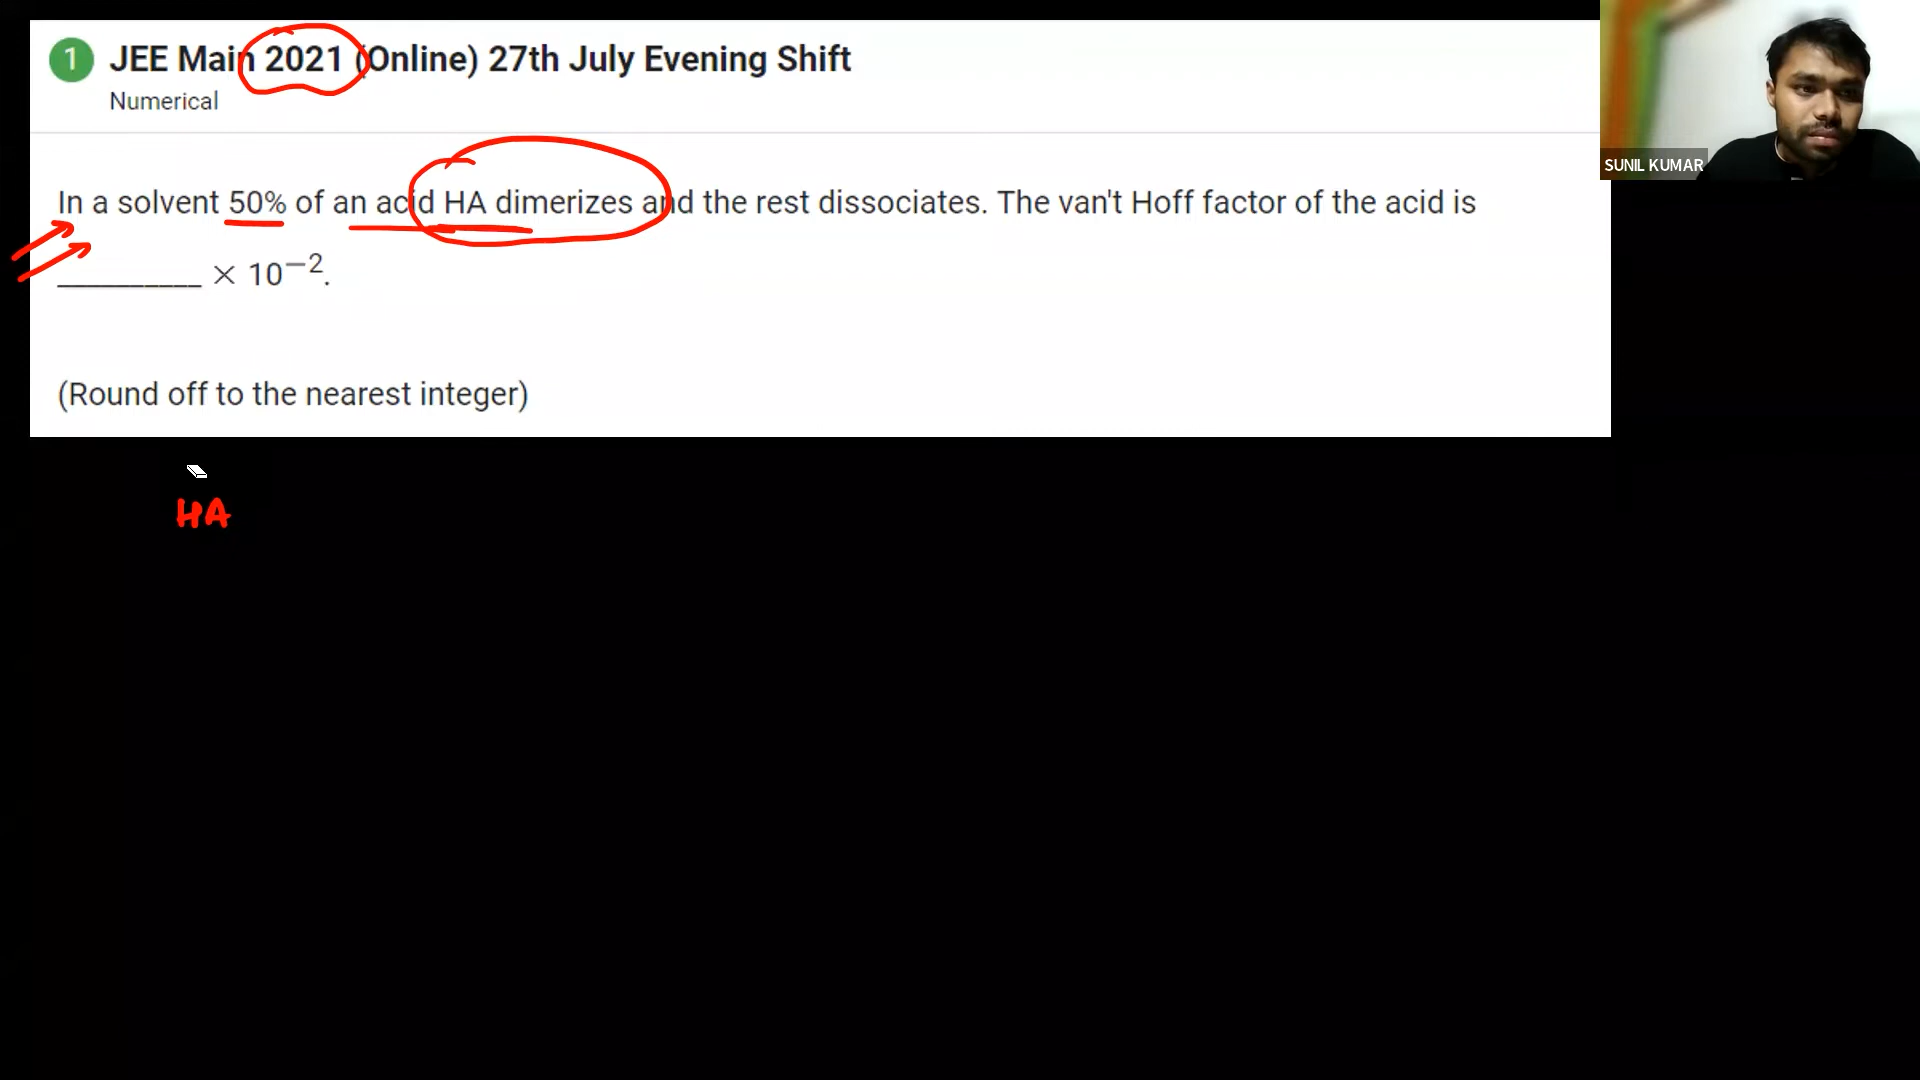 1 JEE Main 2021 (Online) 27th July Evening Shift
Numerical
In a solvent 50% of an acid HA dimerizes and the rest dissociates. The van't Hoff factor of the acid is
__________ × 10⁻².
(Round off to the nearest integer)
HA
SUNIL KUMAR